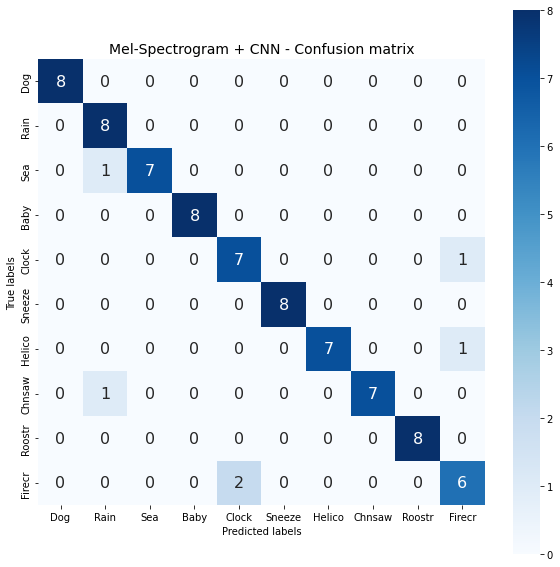 Mel-Spectrogram + CNN - Confusion matrix
True labels
Dog 8 0 0 0 0 0 0 0 0 0
Rain 0 8 0 0 0 0 0 0 0 0
Sea 0 1 7 0 0 0 0 0 0 0
Baby 0 0 0 8 0 0 0 0 0 0
Clock 0 0 0 0 7 0 0 0 0 1
Sneeze 0 0 0 0 0 8 0 0 0 0
Helico 0 0 0 0 0 0 7 0 0 1
Chnsaw 0 1 0 0 0 0 0 7 0 0
Roostr 0 0 0 0 0 0 0 0 8 0
Firecr 0 0 0 0 2 0 0 0 0 6
Dog Rain Sea Baby Clock Sneeze Helico Chnsaw Roostr Firecr
Predicted labels
8
7
6
5
4
3
2
1
0